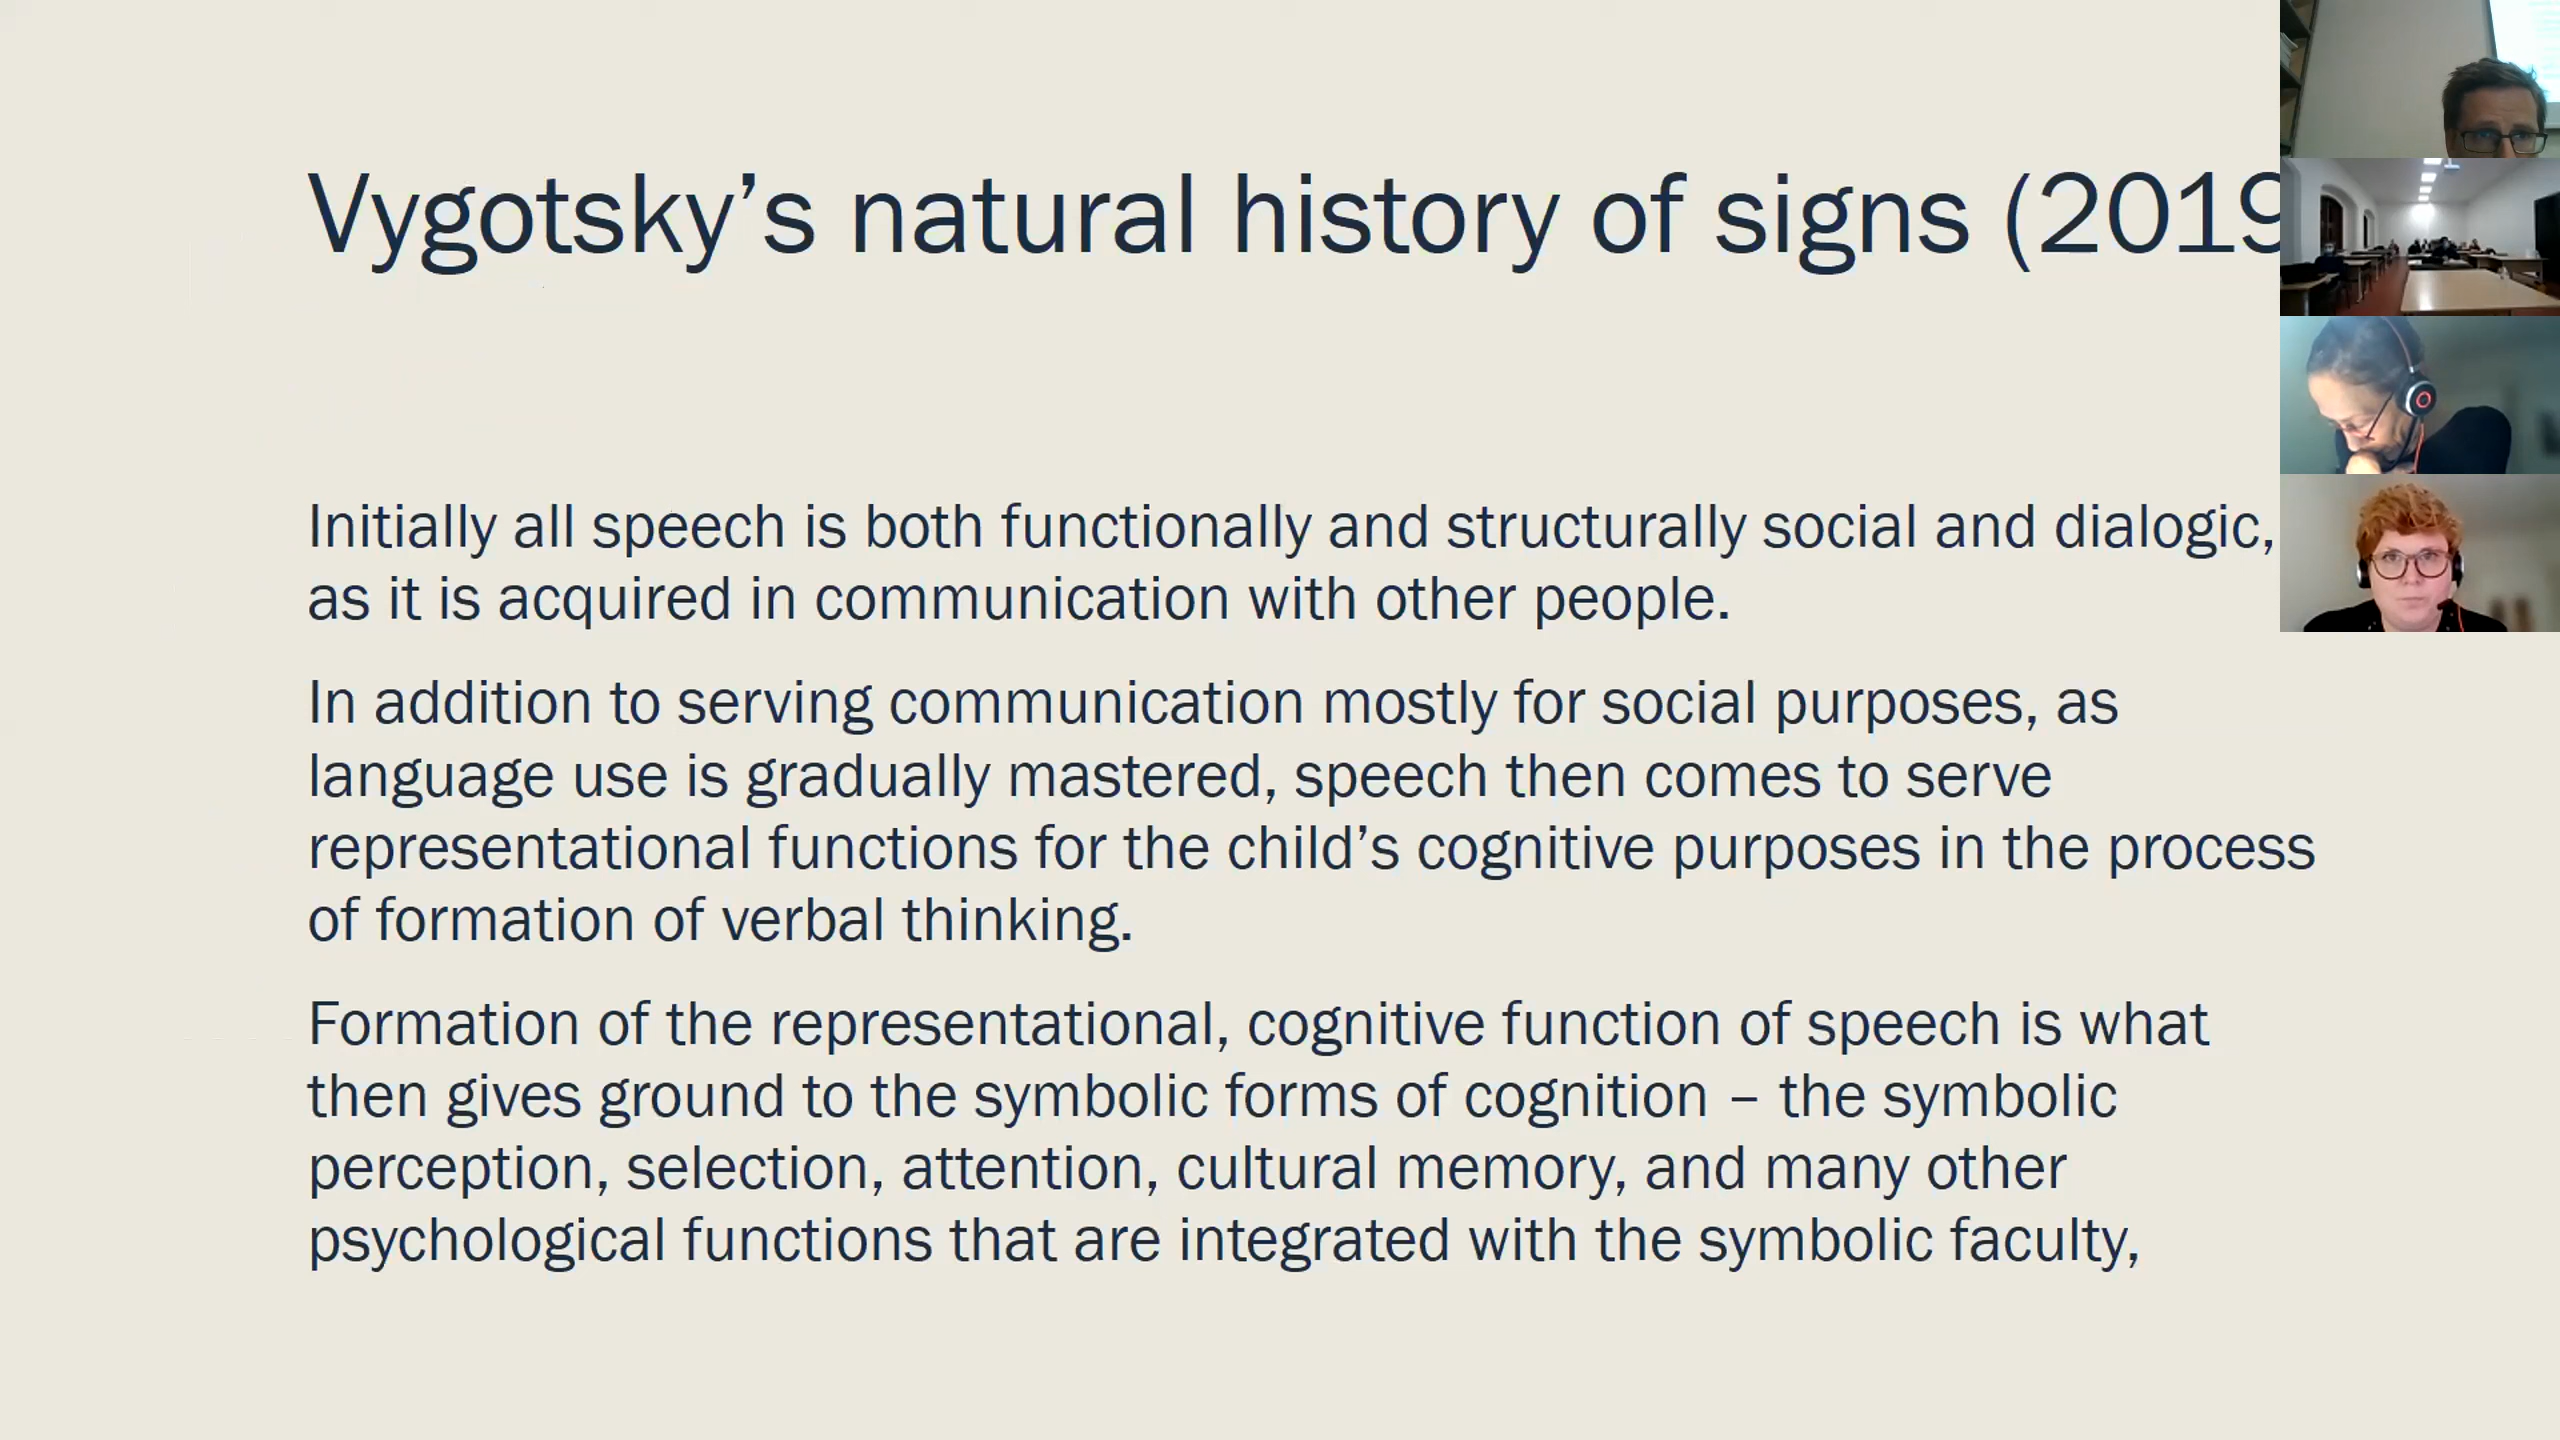 Vygotsky’s natural history of signs (2019
Initially all speech is both functionally and structurally social and dialogic,
as it is acquired in communication with other people.
In addition to serving communication mostly for social purposes, as
language use is gradually mastered, speech then comes to serve
representational functions for the child’s cognitive purposes in the process
of formation of verbal thinking.
Formation of the representational, cognitive function of speech is what
then gives ground to the symbolic forms of cognition – the symbolic
perception, selection, attention, cultural memory, and many other
psychological functions that are integrated with the symbolic faculty,